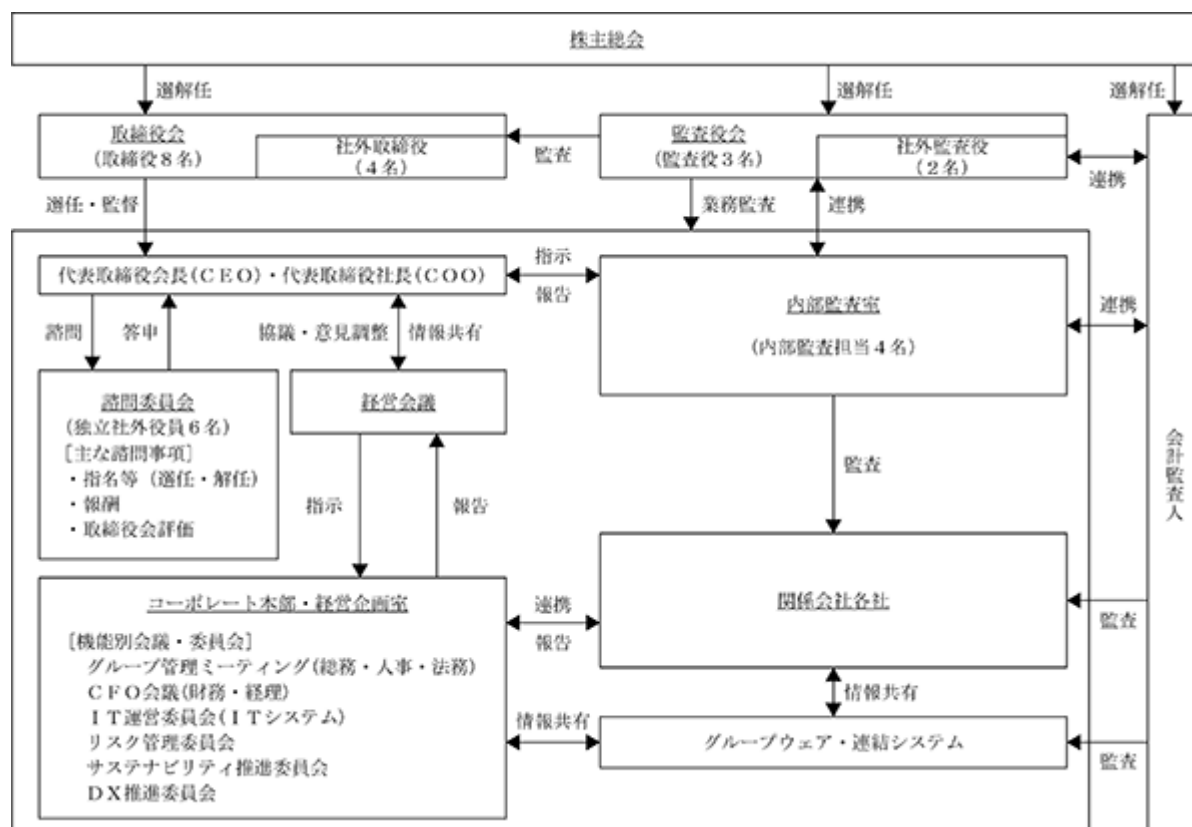 株主総会
選解任
選解任
選解任
取締役会
(取締役8名)
社外取締役
(4名)
監査
監査役会
(監査役3名)
社外監査役
(2名)
連携
選任・監督
業務監査
連携
代表取締役会長(CEO)・代表取締役社長(COO)
指示
報告
内部監査室
(内部監査担当4名)
連携
諮問
答申
協議・意見調整
情報共有
諮問委員会
(独立社外役員6名)
[主な諮問事項]
・指名等(選任・解任)
・報酬
・取締役会評価
経営会議
監査
会計監査人
指示
報告
コーポレート本部・経営企画室
[機能別会議・委員会]
グループ管理ミーティング(総務・人事・法務)
CFO会議(財務・経理)
IT運営委員会(ITシステム)
リスク管理委員会
サステナビリティ推進委員会
DX推進委員会
連携
報告
関係会社各社
監査
情報共有
情報共有
グループウェア・連結システム
監査